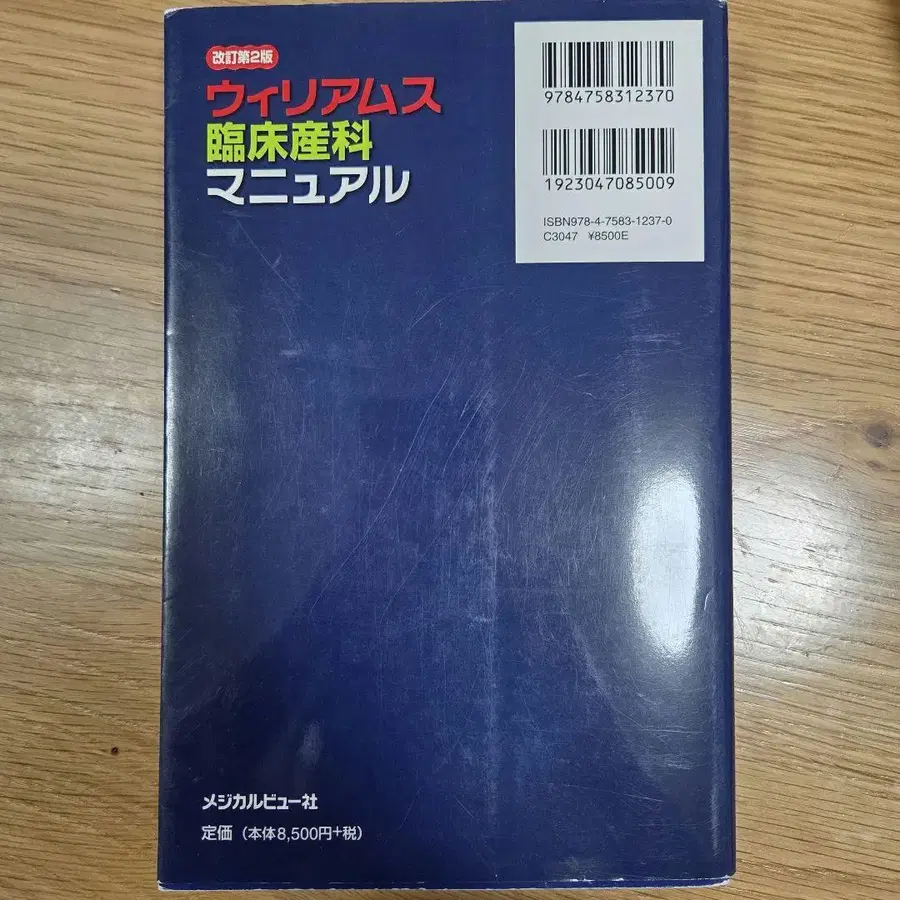 改訂第2版
ウィリアムス
臨床産科
マニュアル
9784758312370
1923047085009
ISBN978-4-7583-1237-0
C3047 ¥8500E
メジカルビュー社
定価（本体8,500円+税）